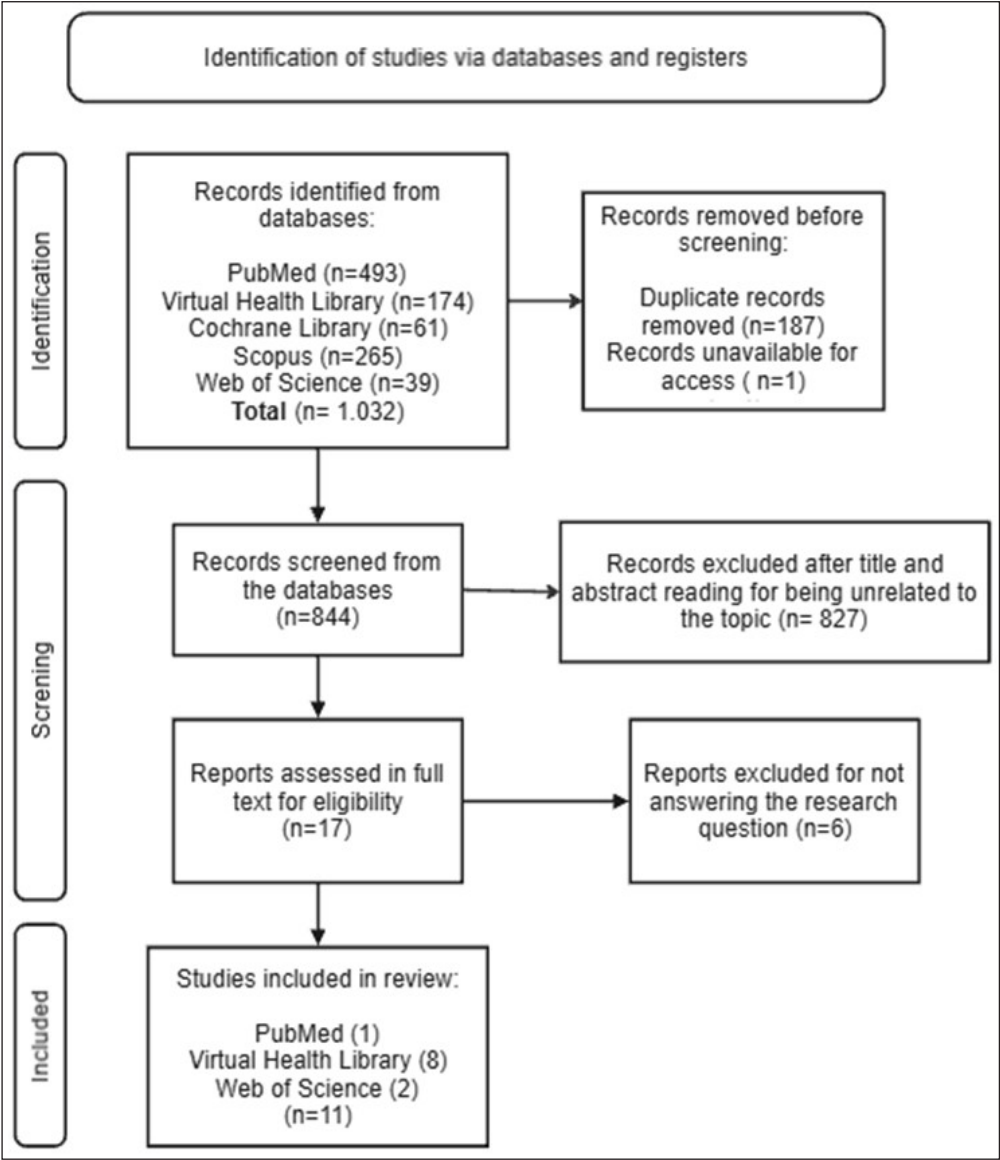 Identification of studies via databases and registers
Identification
Records identified from
databases:
PubMed (n=493)
Virtual Health Library (n=174)
Cochrane Library (n=61)
Scopus (n=265)
Web of Science (n=39)
Total (n= 1.032)
Records removed before
screening:
Duplicate records
removed (n=187)
Records unavailable for
access ( n=1)
Screning
Records screened from
the databases
(n=844)
Records excluded after title and
abstract reading for being unrelated to
the topic (n= 827)
Reports assessed in full
text for eligibility
(n=17)
Reports excluded for not
answering the research
question (n=6)
Included
Studies included in review:
PubMed (1)
Virtual Health Library (8)
Web of Science (2)
(n=11)